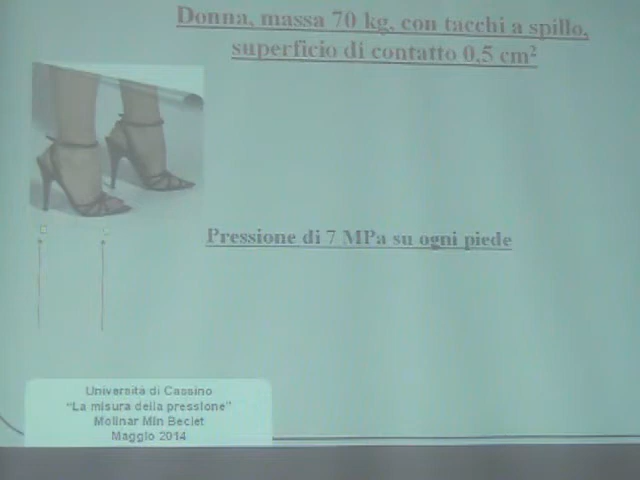 Donna, massa 70 kg, con tacchi a spillo,
superficio di contatto 0,5 cm²
Pressione di 7 MPa su ogni piede
Università di Cassino
“La misura della pressione”
Molinar Min Beciet
Maggio 2014